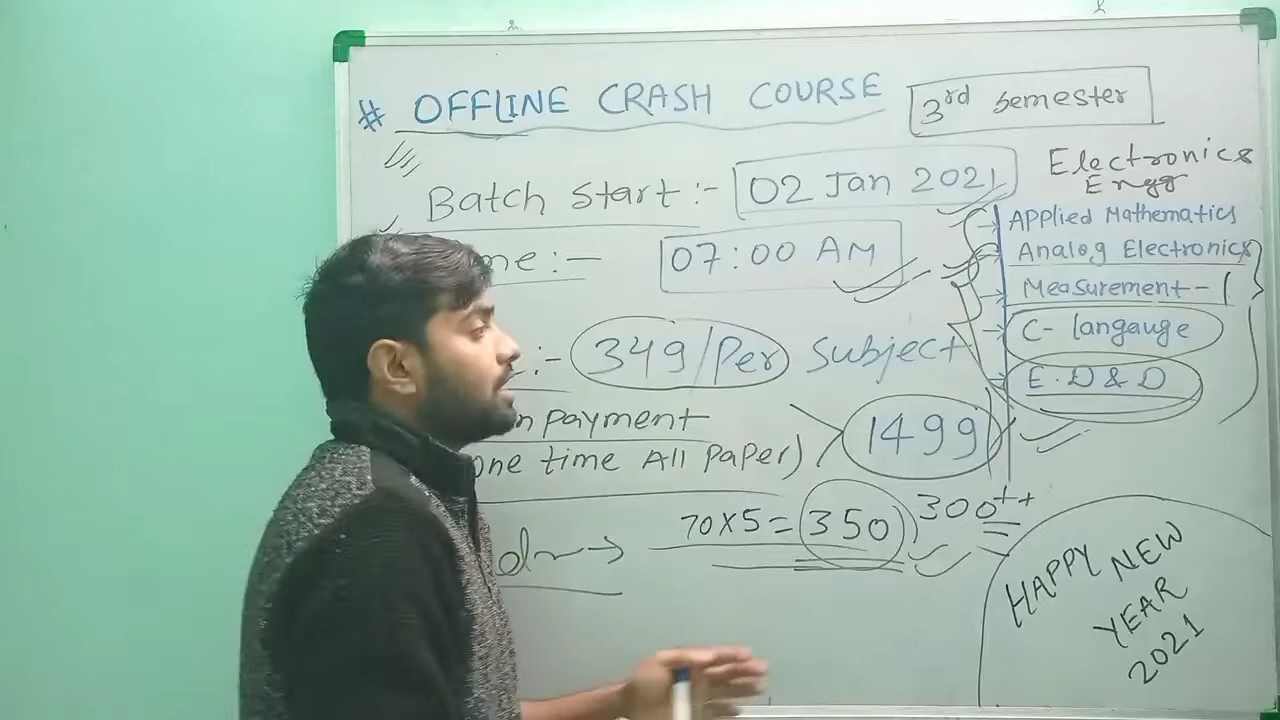 # OFFLINE CRASH COURSE
3rd Semester
Batch Start :- 02 Jan 2021
me :- 07:00 AM
:- 349/Per Subject
n payment
one time All Paper) 1499
70X5=350, 300++
Electronics
Engg
Applied Mathematics
Analog Electronics
Measurement-1
C- langauge
E.D&D
HAPPY NEW
YEAR
2021